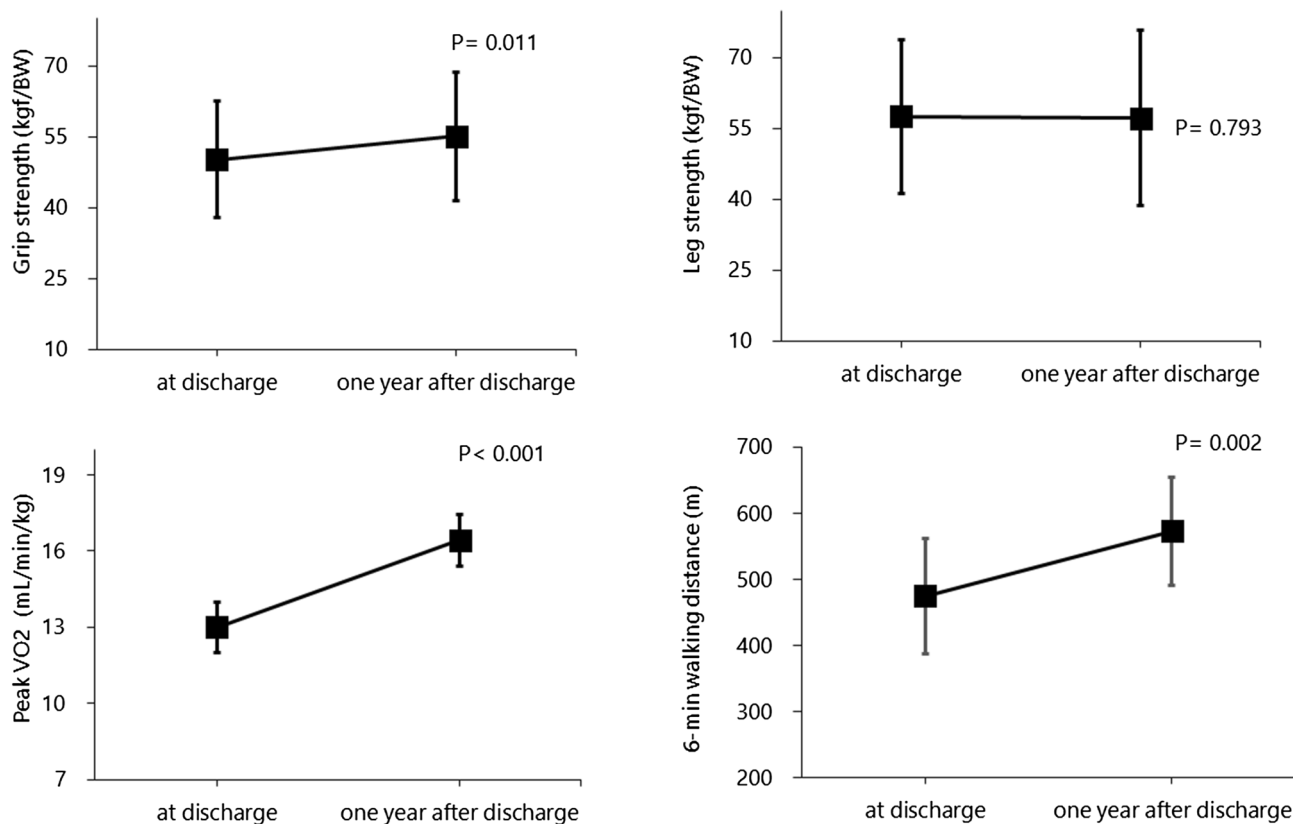 Grip strength (kgf/BW)
P= 0.011
70
55
40
25
10
at discharge
one year after discharge
Leg strength (kgf/BW)
70
55
P= 0.793
40
25
10
at discharge
one year after discharge
Peak VO2 (mL/min/kg)
P< 0.001
19
16
13
10
7
at discharge
one year after discharge
6-min walking distance (m)
700
P= 0.002
600
500
400
300
200
at discharge
one year after discharge